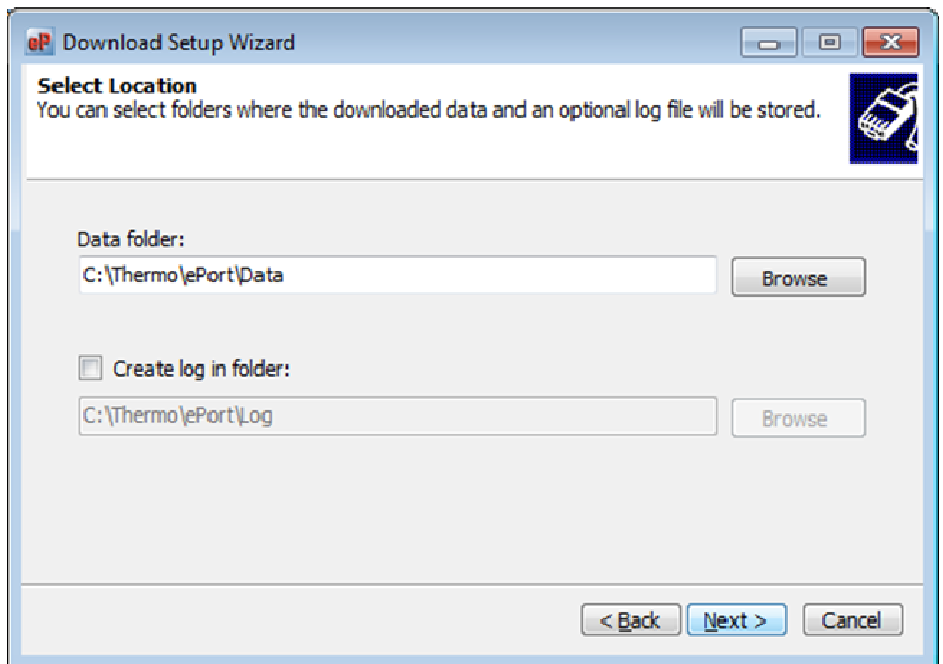 eP Download Setup Wizard
Select Location
You can select folders where the downloaded data and an optional log file will be stored.
Data folder:
C:\Thermo\ePort\Data
Browse
Create log in folder:
C:\Thermo\ePort\Log
Browse
< Back Next > Cancel